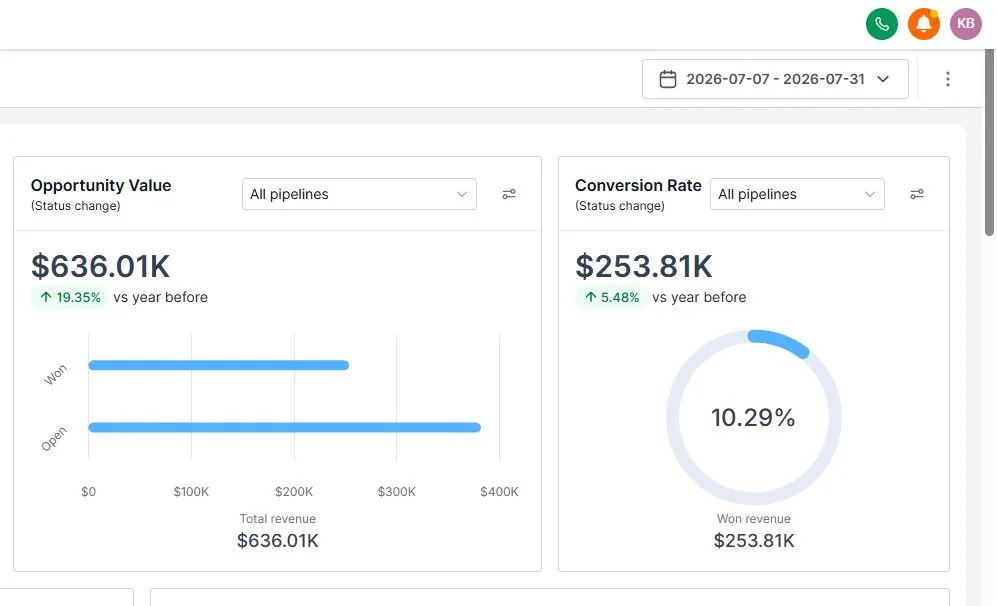 KB
2026-07-07 - 2026-07-31
Opportunity Value
(Status change)
All pipelines
$636.01K
19.35% vs year before
Won
Open
$0 $100K $200K $300K $400K
Total revenue
$636.01K
Conversion Rate
(Status change)
All pipelines
$253.81K
5.48% vs year before
10.29%
Won revenue
$253.81K